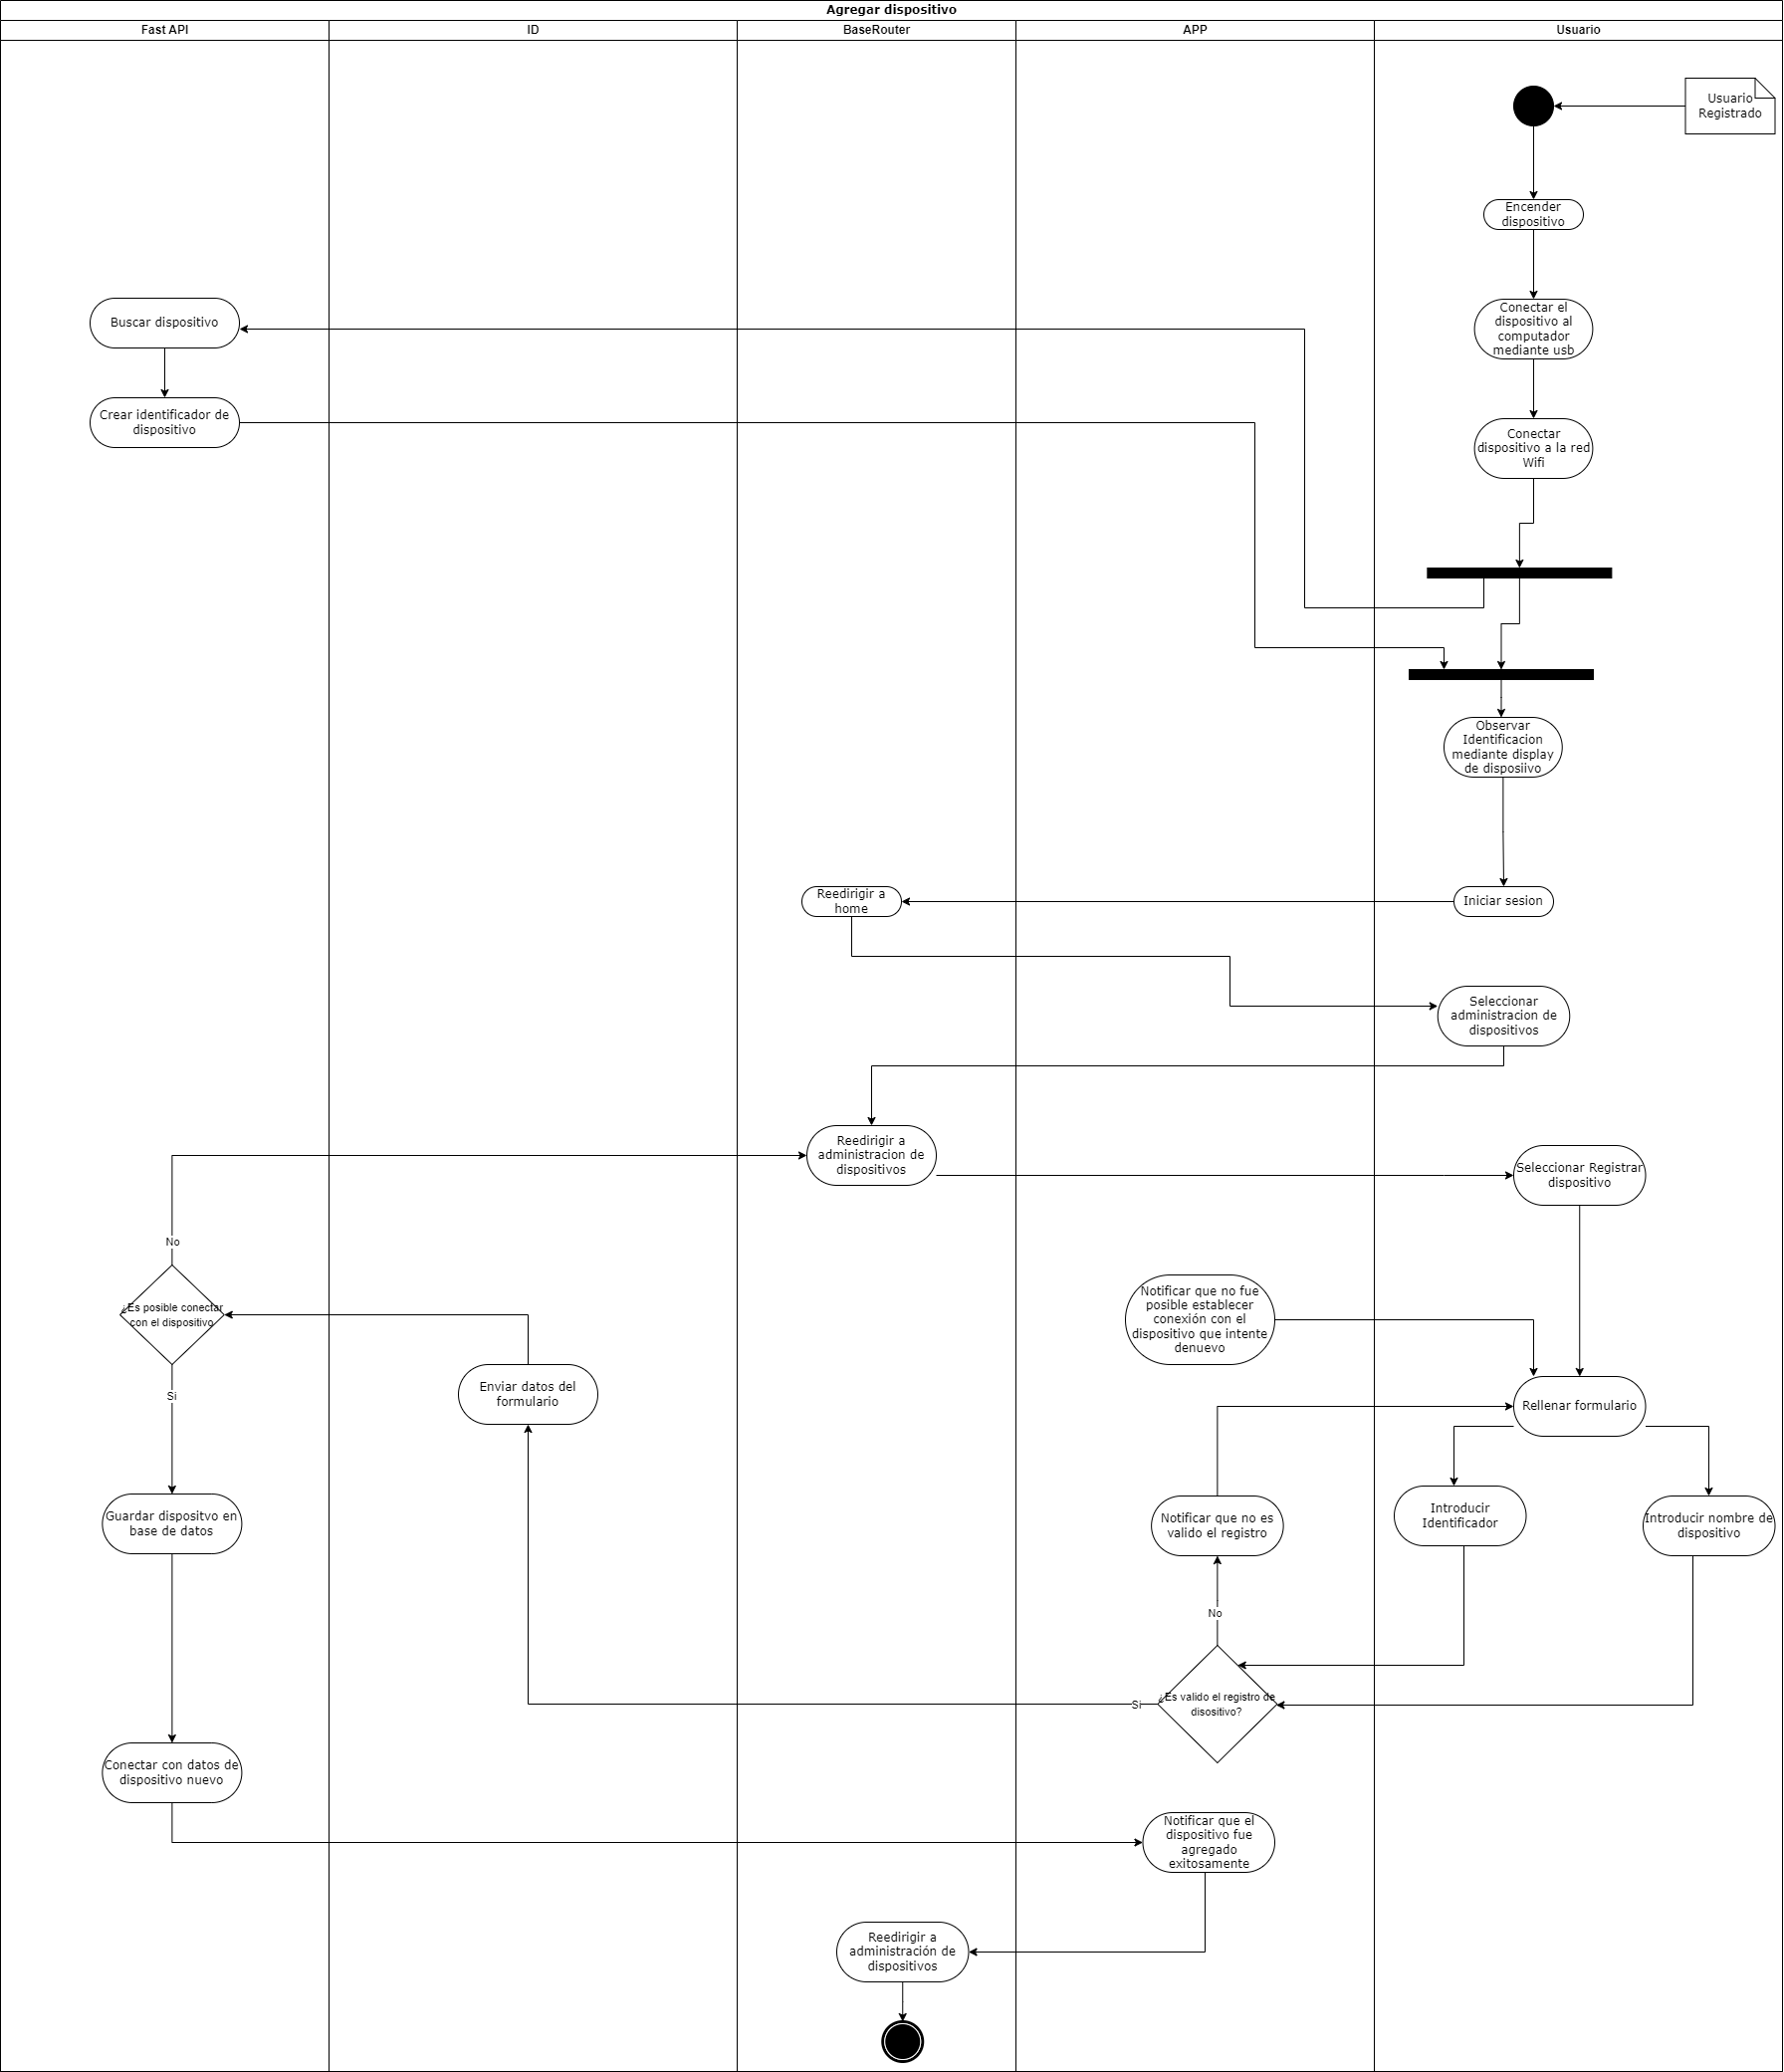 Agregar dispositivo
Fast API
ID
BaseRouter
APP
Usuario
Usuario
Registrado
Encender
dispositivo
Buscar dispositivo
Conectar el
dispositivo al
computador
mediante usb
Crear identificador de
dispositivo
Conectar
dispositivo a la red
Wifi
Observar
Identificacion
mediante display
de disposiivo
Reedirigir a
home
Iniciar sesion
Seleccionar
administracion de
dispositivos
Reedirigir a
administracion de
dispositivos
Seleccionar Registrar
dispositivo
No
¿Es posible conectar
con el dispositivo
Notificar que no fue
posible establecer
conexión con el
dispositivo que intente
denuevo
Si
Enviar datos del
formulario
Rellenar formulario
Guardar dispositvo en
base de datos
Notificar que no es
valido el registro
Introducir
Identificador
Introducir nombre de
dispositivo
No
Si
¿Es valido el registro de
disositivo?
Conectar con datos de
dispositivo nuevo
Notificar que el
dispositivo fue
agregado
exitosamente
Reedirigir a
administración de
dispositivos